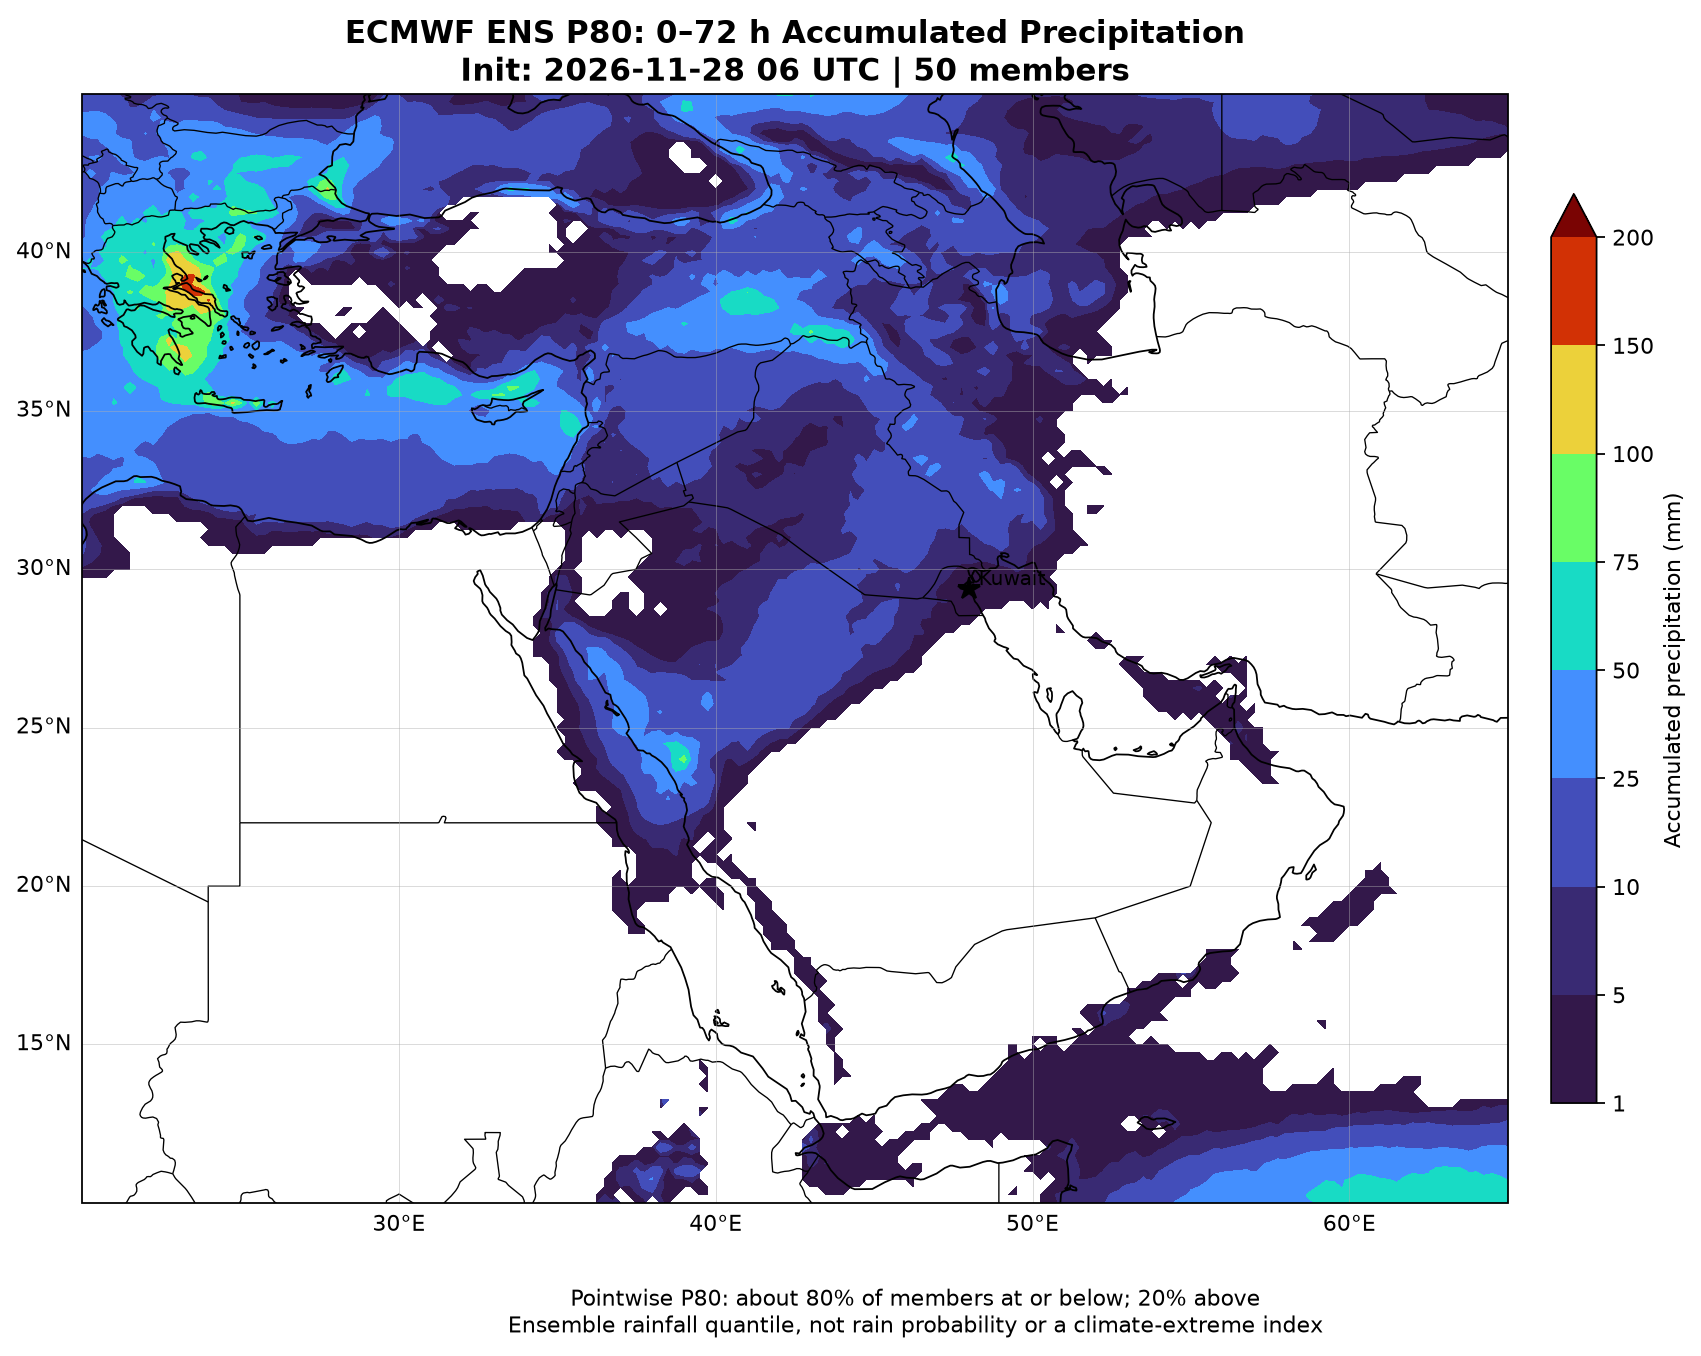 ECMWF ENS P80: 0–72 h Accumulated Precipitation
Init: 2026-11-28 06 UTC | 50 members
40°N
35°N
30°N
25°N
20°N
15°N
30°E
40°E
50°E
60°E
Kuwait
200
150
100
75
50
25
10
5
1
Accumulated precipitation (mm)
Pointwise P80: about 80% of members at or below; 20% above
Ensemble rainfall quantile, not rain probability or a climate-extreme index